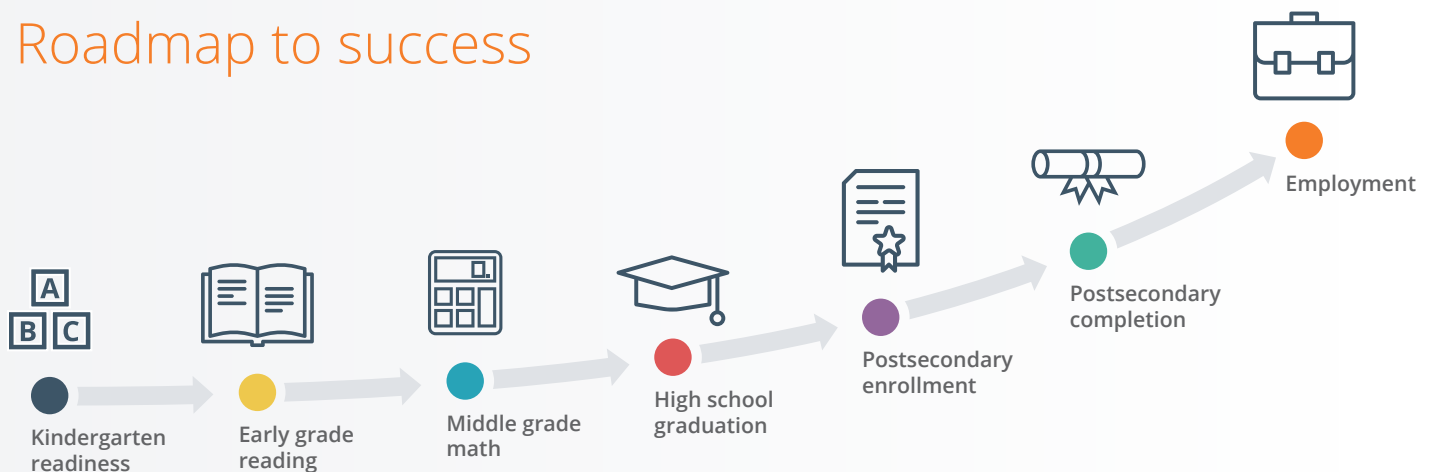 Roadmap to success
A
B C
Kindergarten
readiness
Early grade
reading
0.
Middle grade
math
High school
graduation
Postsecondary
enrollment
Postsecondary
completion
Employment